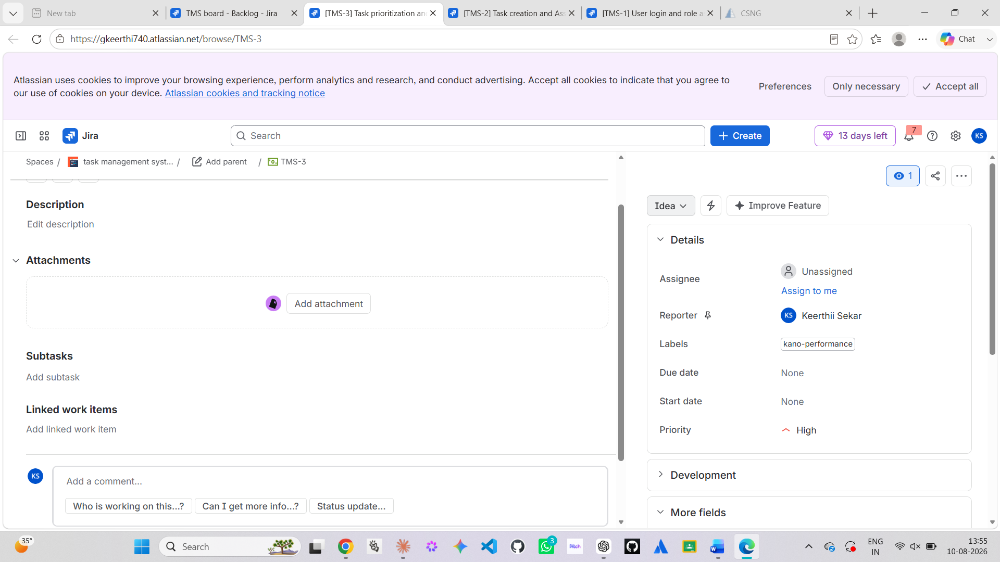 New tab
TMS board - Backlog - Jira
[TMS-3] Task prioritization an
[TMS-2] Task creation and Ass
[TMS-1] User login and role a
CSNG
https://gkeerthi740.atlassian.net/browse/TMS-3
Chat
Atlassian uses cookies to improve your browsing experience, perform analytics and research, and conduct advertising. Accept all cookies to indicate that you agree to
our use of cookies on your device. Atlassian cookies and tracking notice
Preferences
Only necessary
Accept all
Jira
Search
Create
13 days left
7
KS
Spaces / task management syst... / Add parent / TMS-3
1
Description
Edit description
Attachments
Add attachment
Subtasks
Add subtask
Linked work items
Add linked work item
KS
Add a comment...
Who is working on this...?
Can I get more info...?
Status update...
Idea
Improve Feature
Details
Assignee
Unassigned
Assign to me
Reporter
KS
Keerthii Sekar
Labels
kano-performance
Due date
None
Start date
None
Priority
High
Development
More fields
35°
Search
3
Pitch
W
ENG
IN
13:55
10-08-2026